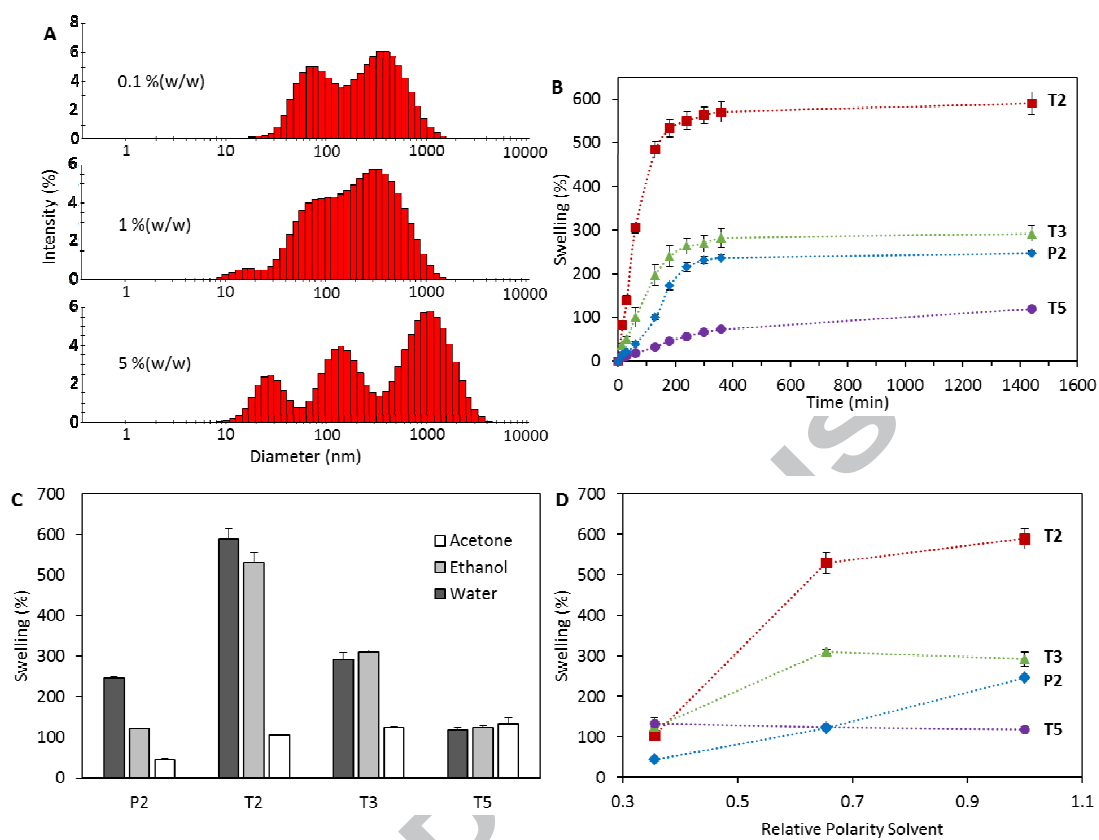 A
8
6
4
2
0
0.1 %(w/w)
1 10 100 1000 10000
6
4
2
0
1 %(w/w)
1 10 100 1000 10000
6
4
2
0
5 %(w/w)
1 10 100 1000 10000
Intensity (%)
Diameter (nm)
B
600
500
400
300
200
100
0
Swelling (%)
T2
T3
P2
T5
0 200 400 600 800 1000 1200 1400 1600
Time (min)
C
700
600
500
400
300
200
100
0
Swelling (%)
Acetone
Ethanol
Water
P2 T2 T3 T5
D
700
600
500
400
300
200
100
0
Swelling (%)
T2
T3
P2
T5
0.3 0.5 0.7 0.9 1.1
Relative Polarity Solvent